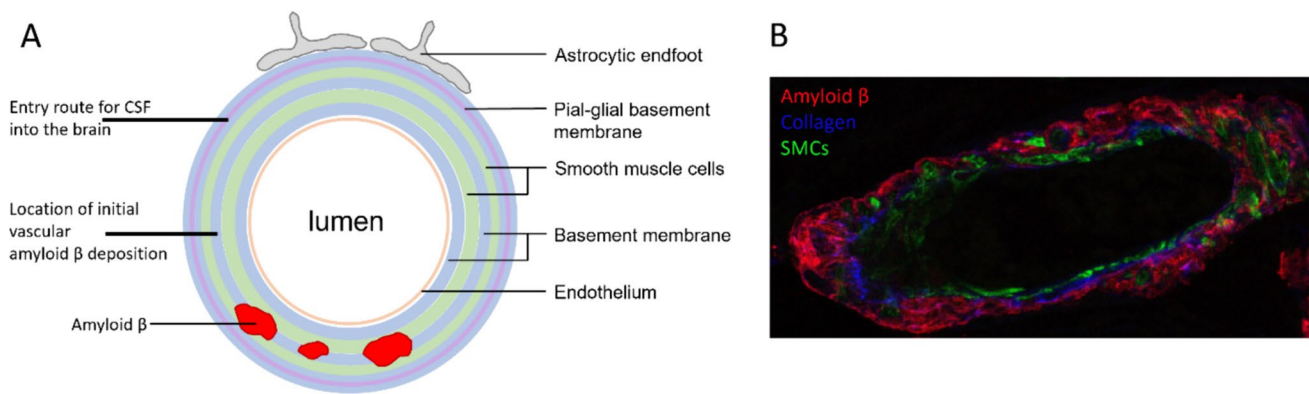 A
Entry route for CSF
into the brain
Location of initial
vascular
amyloid β deposition
Amyloid β
lumen
Astrocytic endfoot
Pial-glial basement
membrane
Smooth muscle cells
Basement membrane
Endothelium
B
Amyloid β
Collagen
SMCs